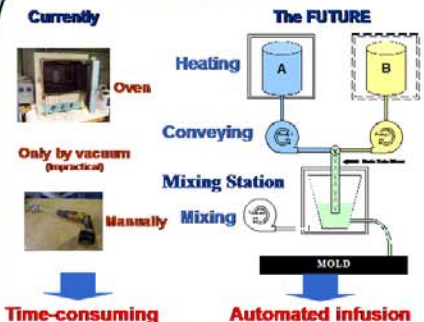 Currently
The FUTURE
Heating
A
B
Oven
Conveying
Only by vacuum
(Impractical)
Mixing Station
Manually
Mixing
MOLD
Time-consuming
Automated infusion